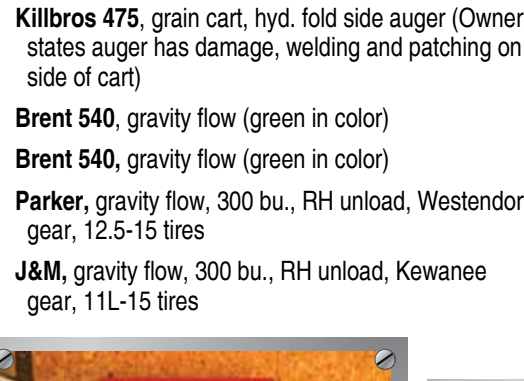 Killbros 475, grain cart, hyd. fold side auger (Owner
states auger has damage, welding and patching on
side of cart)
Brent 540, gravity flow (green in color)
Brent 540, gravity flow (green in color)
Parker, gravity flow, 300 bu., RH unload, Westendor
gear, 12.5-15 tires
J&M, gravity flow, 300 bu., RH unload, Kewanee
gear, 11L-15 tires